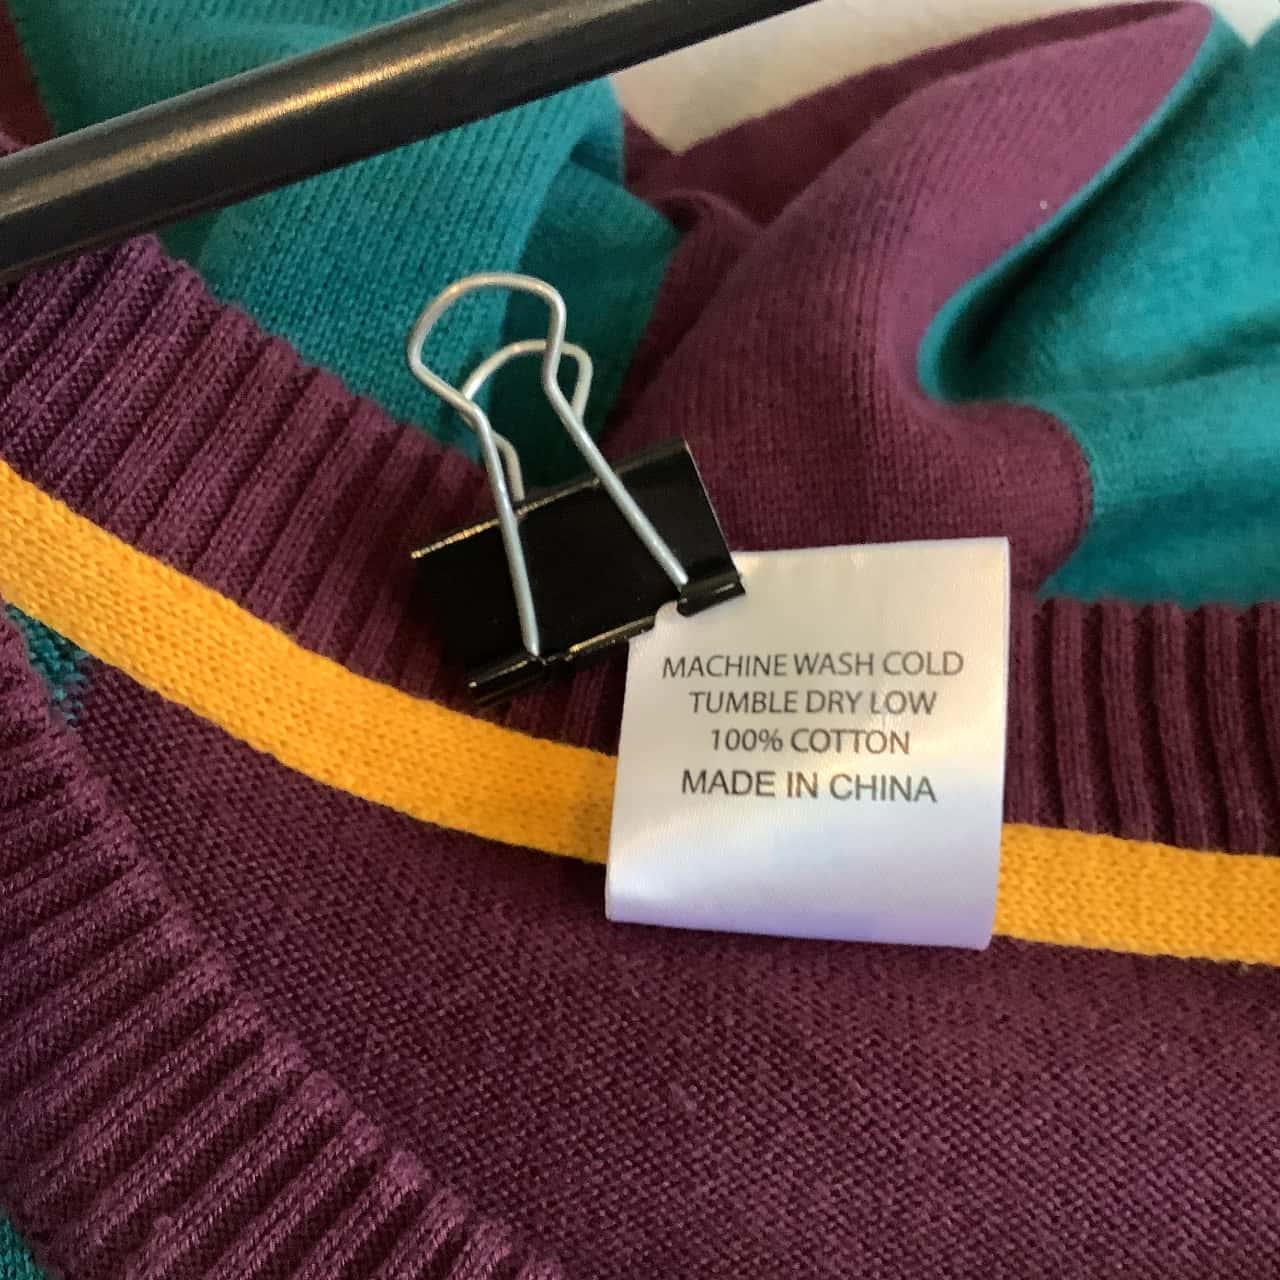 MACHINE WASH COLD
TUMBLE DRY LOW
100% COTTON
MADE IN CHINA